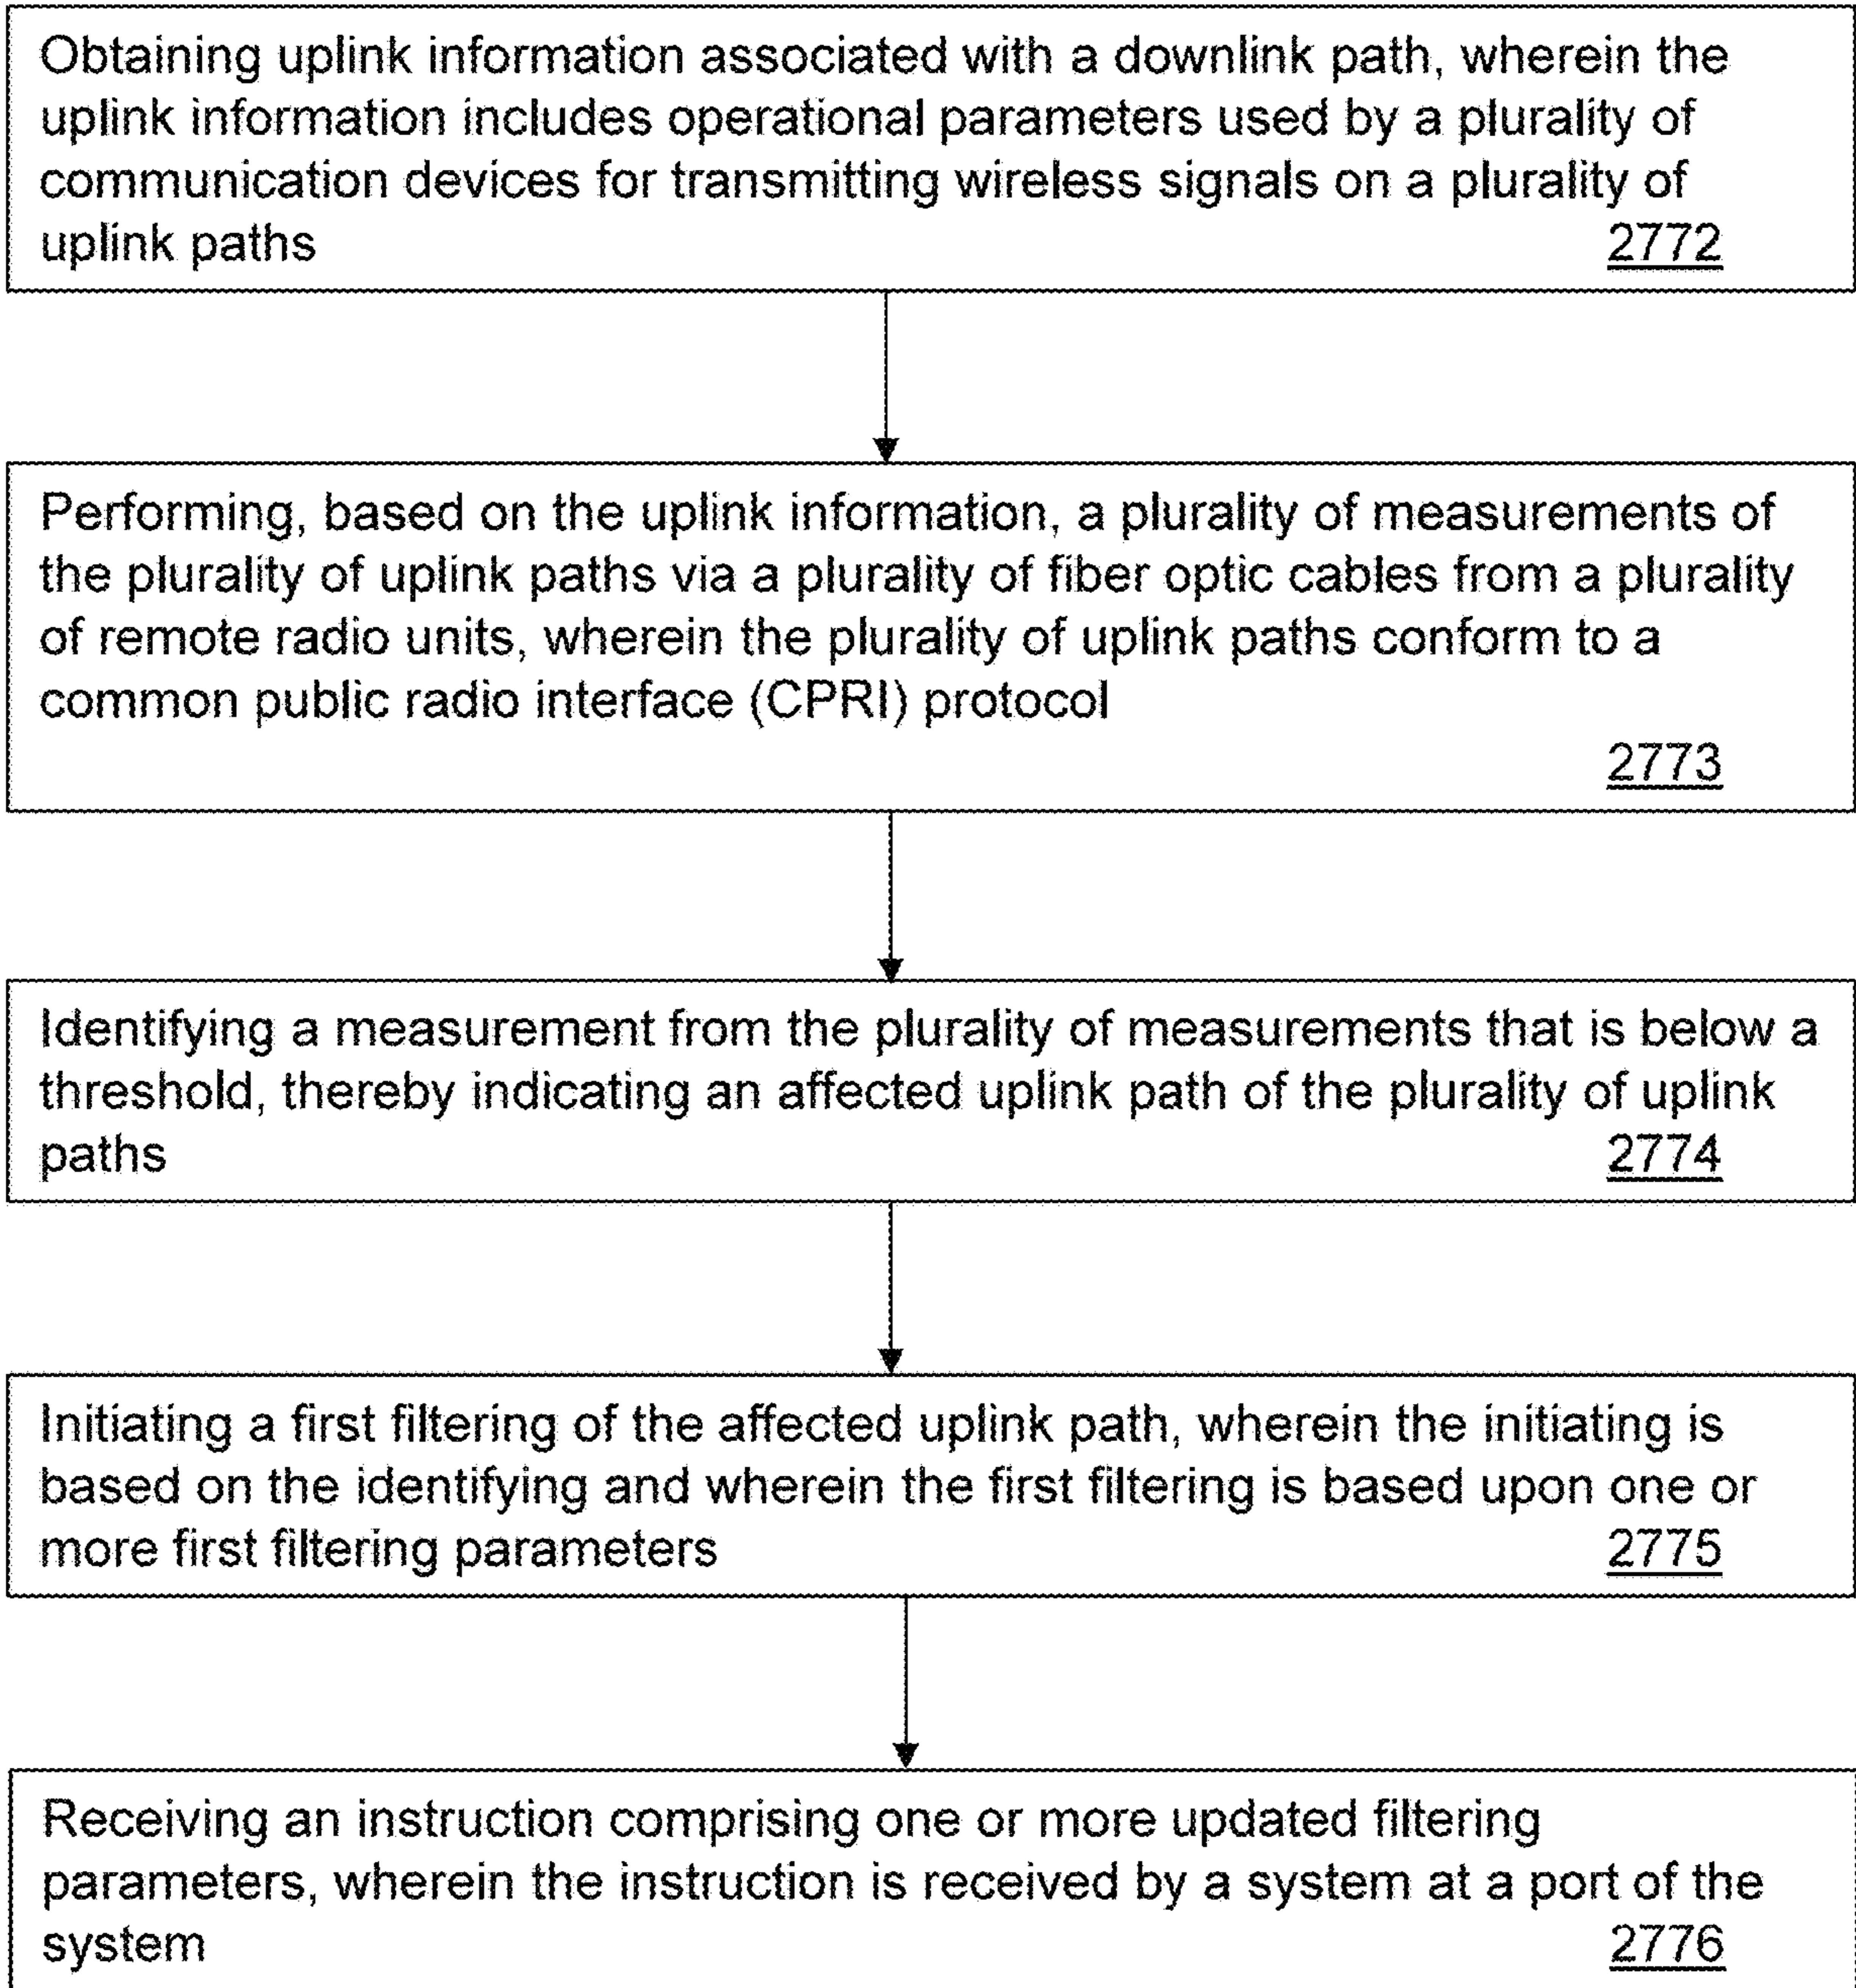 Obtaining uplink information associated with a downlink path, wherein the
uplink information includes operational parameters used by a plurality of
communication devices for transmitting wireless signals on a plurality of
uplink paths 2772
Performing, based on the uplink information, a plurality of measurements of
the plurality of uplink paths via a plurality of fiber optic cables from a plurality
of remote radio units, wherein the plurality of uplink paths conform to a
common public radio interface (CPRI) protocol
2773
Identifying a measurement from the plurality of measurements that is below a
threshold, thereby indicating an affected uplink path of the plurality of uplink
paths 2774
Initiating a first filtering of the affected uplink path, wherein the initiating is
based on the identifying and wherein the first filtering is based upon one or
more first filtering parameters 2775
Receiving an instruction comprising one or more updated filtering
parameters, wherein the instruction is received by a system at a port of the
system 2776